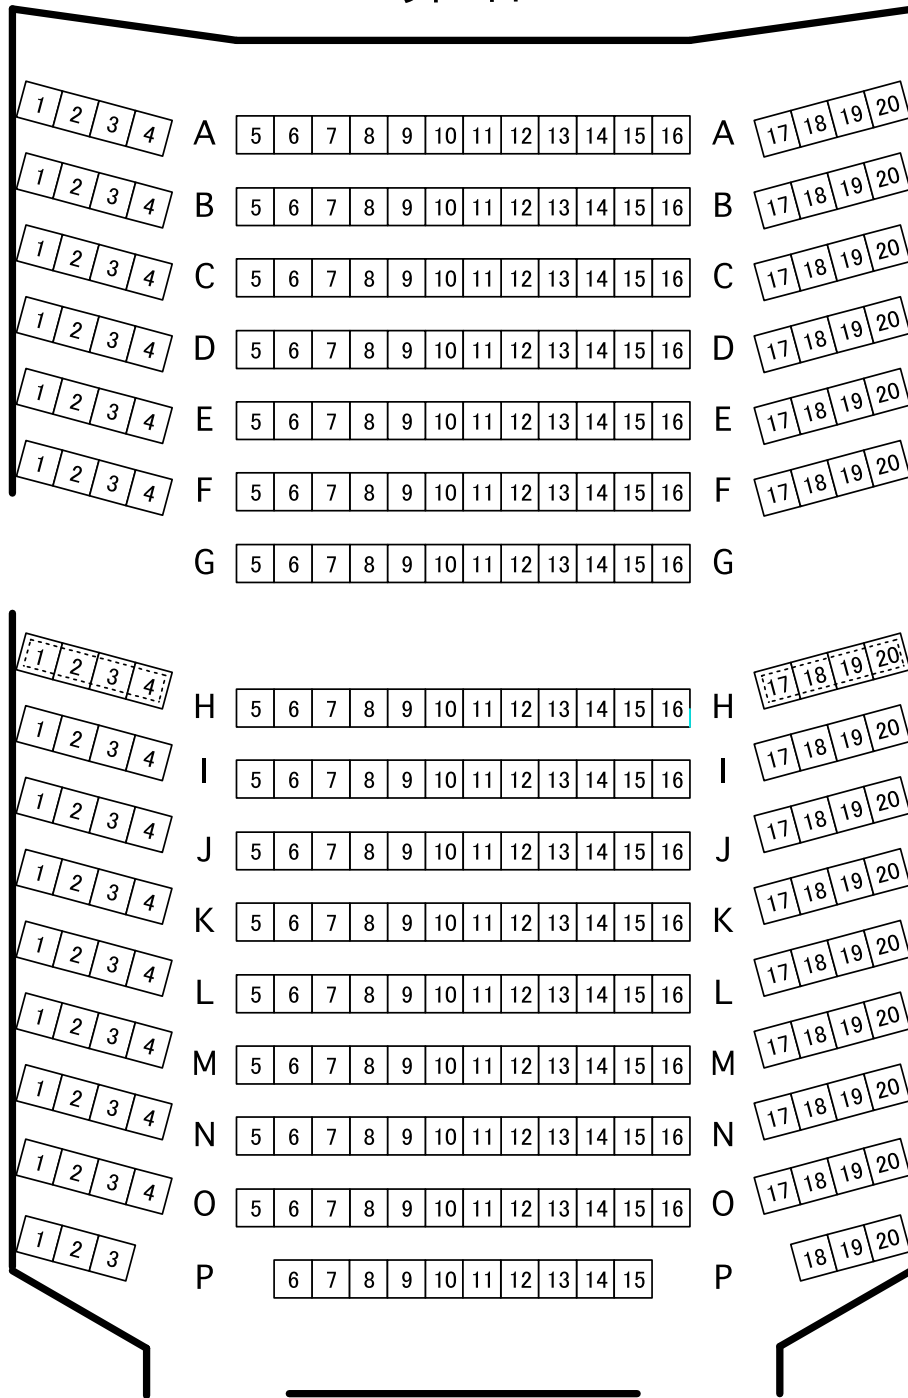 1 2 3 4 A 5 6 7 8 9 10 11 12 13 14 15 16 A 17 18 19 20
1 2 3 4 B 5 6 7 8 9 10 11 12 13 14 15 16 B 17 18 19 20
1 2 3 4 C 5 6 7 8 9 10 11 12 13 14 15 16 C 17 18 19 20
1 2 3 4 D 5 6 7 8 9 10 11 12 13 14 15 16 D 17 18 19 20
1 2 3 4 E 5 6 7 8 9 10 11 12 13 14 15 16 E 17 18 19 20
1 2 3 4 F 5 6 7 8 9 10 11 12 13 14 15 16 F 17 18 19 20
G 5 6 7 8 9 10 11 12 13 14 15 16 G
1 2 3 4 H 5 6 7 8 9 10 11 12 13 14 15 16 H 17 18 19 20
1 2 3 4 I 5 6 7 8 9 10 11 12 13 14 15 16 I 17 18 19 20
1 2 3 4 J 5 6 7 8 9 10 11 12 13 14 15 16 J 17 18 19 20
1 2 3 4 K 5 6 7 8 9 10 11 12 13 14 15 16 K 17 18 19 20
1 2 3 4 L 5 6 7 8 9 10 11 12 13 14 15 16 L 17 18 19 20
1 2 3 4 M 5 6 7 8 9 10 11 12 13 14 15 16 M 17 18 19 20
1 2 3 4 N 5 6 7 8 9 10 11 12 13 14 15 16 N 17 18 19 20
1 2 3 4 O 5 6 7 8 9 10 11 12 13 14 15 16 O 17 18 19 20
1 2 3 P 6 7 8 9 10 11 12 13 14 15 P 18 19 20